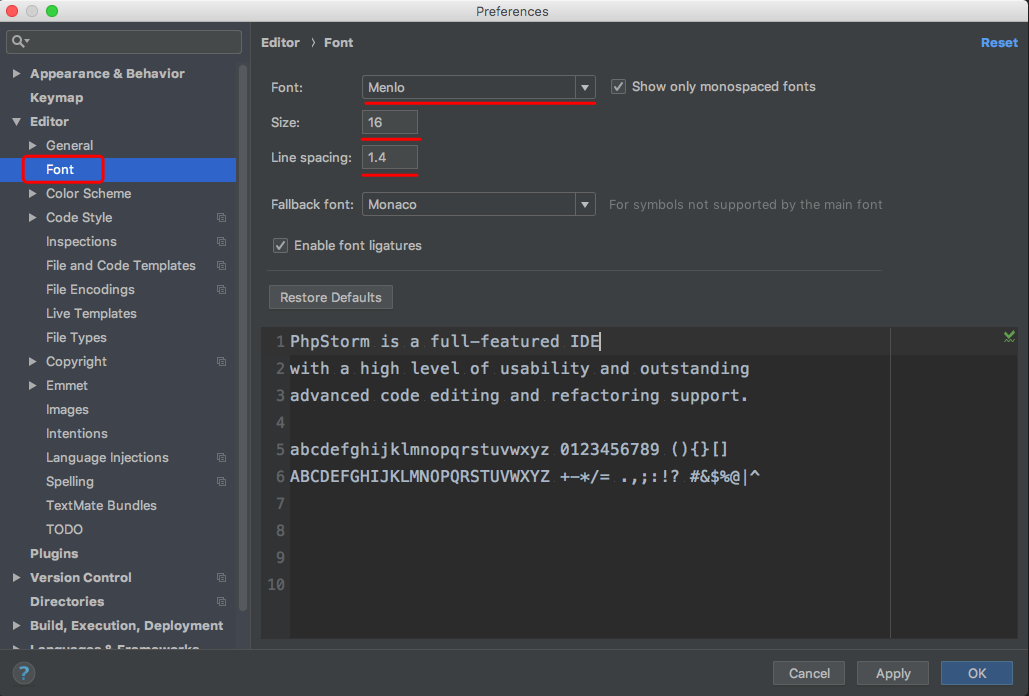 Preferences
Appearance & Behavior
Keymap
Editor
General
Font
Color Scheme
Code Style
Inspections
File and Code Templates
File Encodings
Live Templates
File Types
Copyright
Emmet
Images
Intentions
Language Injections
Spelling
TextMate Bundles
TODO
Plugins
Version Control
Directories
Build, Execution, Deployment
Languages & Frameworks
Editor › Font
Reset
Font: Menlo Show only monospaced fonts
Size: 16
Line spacing: 1.4
Fallback font: Monaco For symbols not supported by the main font
Enable font ligatures
Restore Defaults
1 PhpStorm is a full-featured IDE
2 with a high level of usability and outstanding
3 advanced code editing and refactoring support.
4
5 abcdefghijklmnopqrstuvwxyz 0123456789 (){}[]
6 ABCDEFGHIJKLMNOPQRSTUVWXYZ +-*/= .,;:!? #&$%@|^
7
8
9
10
? Cancel Apply OK